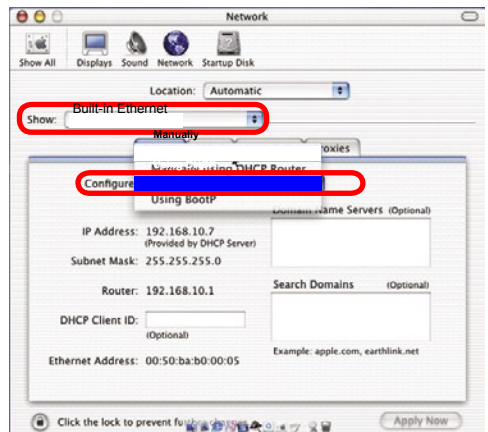 Network
Show All Displays Sound Network Startup Disk
Location: Automatic
Built-in Ethernet
Show:
Manually
oxies
Manually using DHCP Router
Configure
Using BootP
Domain Name Servers (Optional)
IP Address: 192.168.10.7
(Provided by DHCP Server)
Subnet Mask: 255.255.255.0
Router: 192.168.10.1
Search Domains (Optional)
DHCP Client ID:
(Optional)
Example: apple.com, earthlink.net
Ethernet Address: 00:50:ba:b0:00:05
Click the lock to prevent
Apply Now